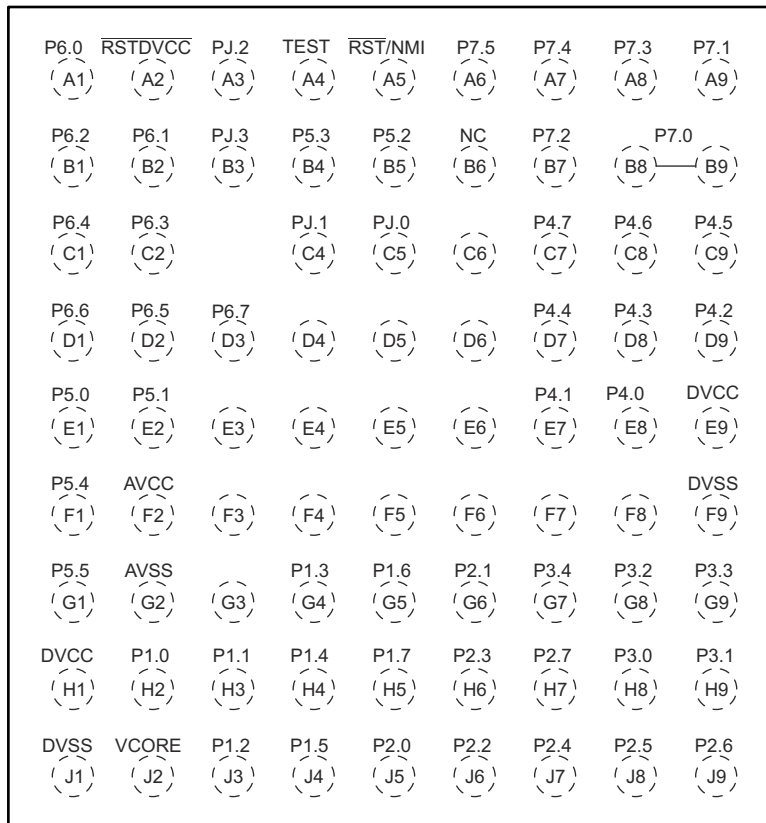 P6.0 RSTDVCC PJ.2 TEST RST/NMI P7.5 P7.4 P7.3 P7.1
A1 A2 A3 A4 A5 A6 A7 A8 A9
P6.2 P6.1 PJ.3 P5.3 P5.2 NC P7.2 P7.0
B1 B2 B3 B4 B5 B6 B7 B8 B9
P6.4 P6.3 PJ.1 PJ.0 P4.7 P4.6 P4.5
C1 C2 C4 C5 C6 C7 C8 C9
P6.6 P6.5 P6.7 P4.4 P4.3 P4.2
D1 D2 D3 D4 D5 D6 D7 D8 D9
P5.0 P5.1 P4.1 P4.0 DVCC
E1 E2 E3 E4 E5 E6 E7 E8 E9
P5.4 AVCC DVSS
F1 F2 F3 F4 F5 F6 F7 F8 F9
P5.5 AVSS P1.3 P1.6 P2.1 P3.4 P3.2 P3.3
G1 G2 G3 G4 G5 G6 G7 G8 G9
DVCC P1.0 P1.1 P1.4 P1.7 P2.3 P2.7 P3.0 P3.1
H1 H2 H3 H4 H5 H6 H7 H8 H9
DVSS VCORE P1.2 P1.5 P2.0 P2.2 P2.4 P2.5 P2.6
J1 J2 J3 J4 J5 J6 J7 J8 J9